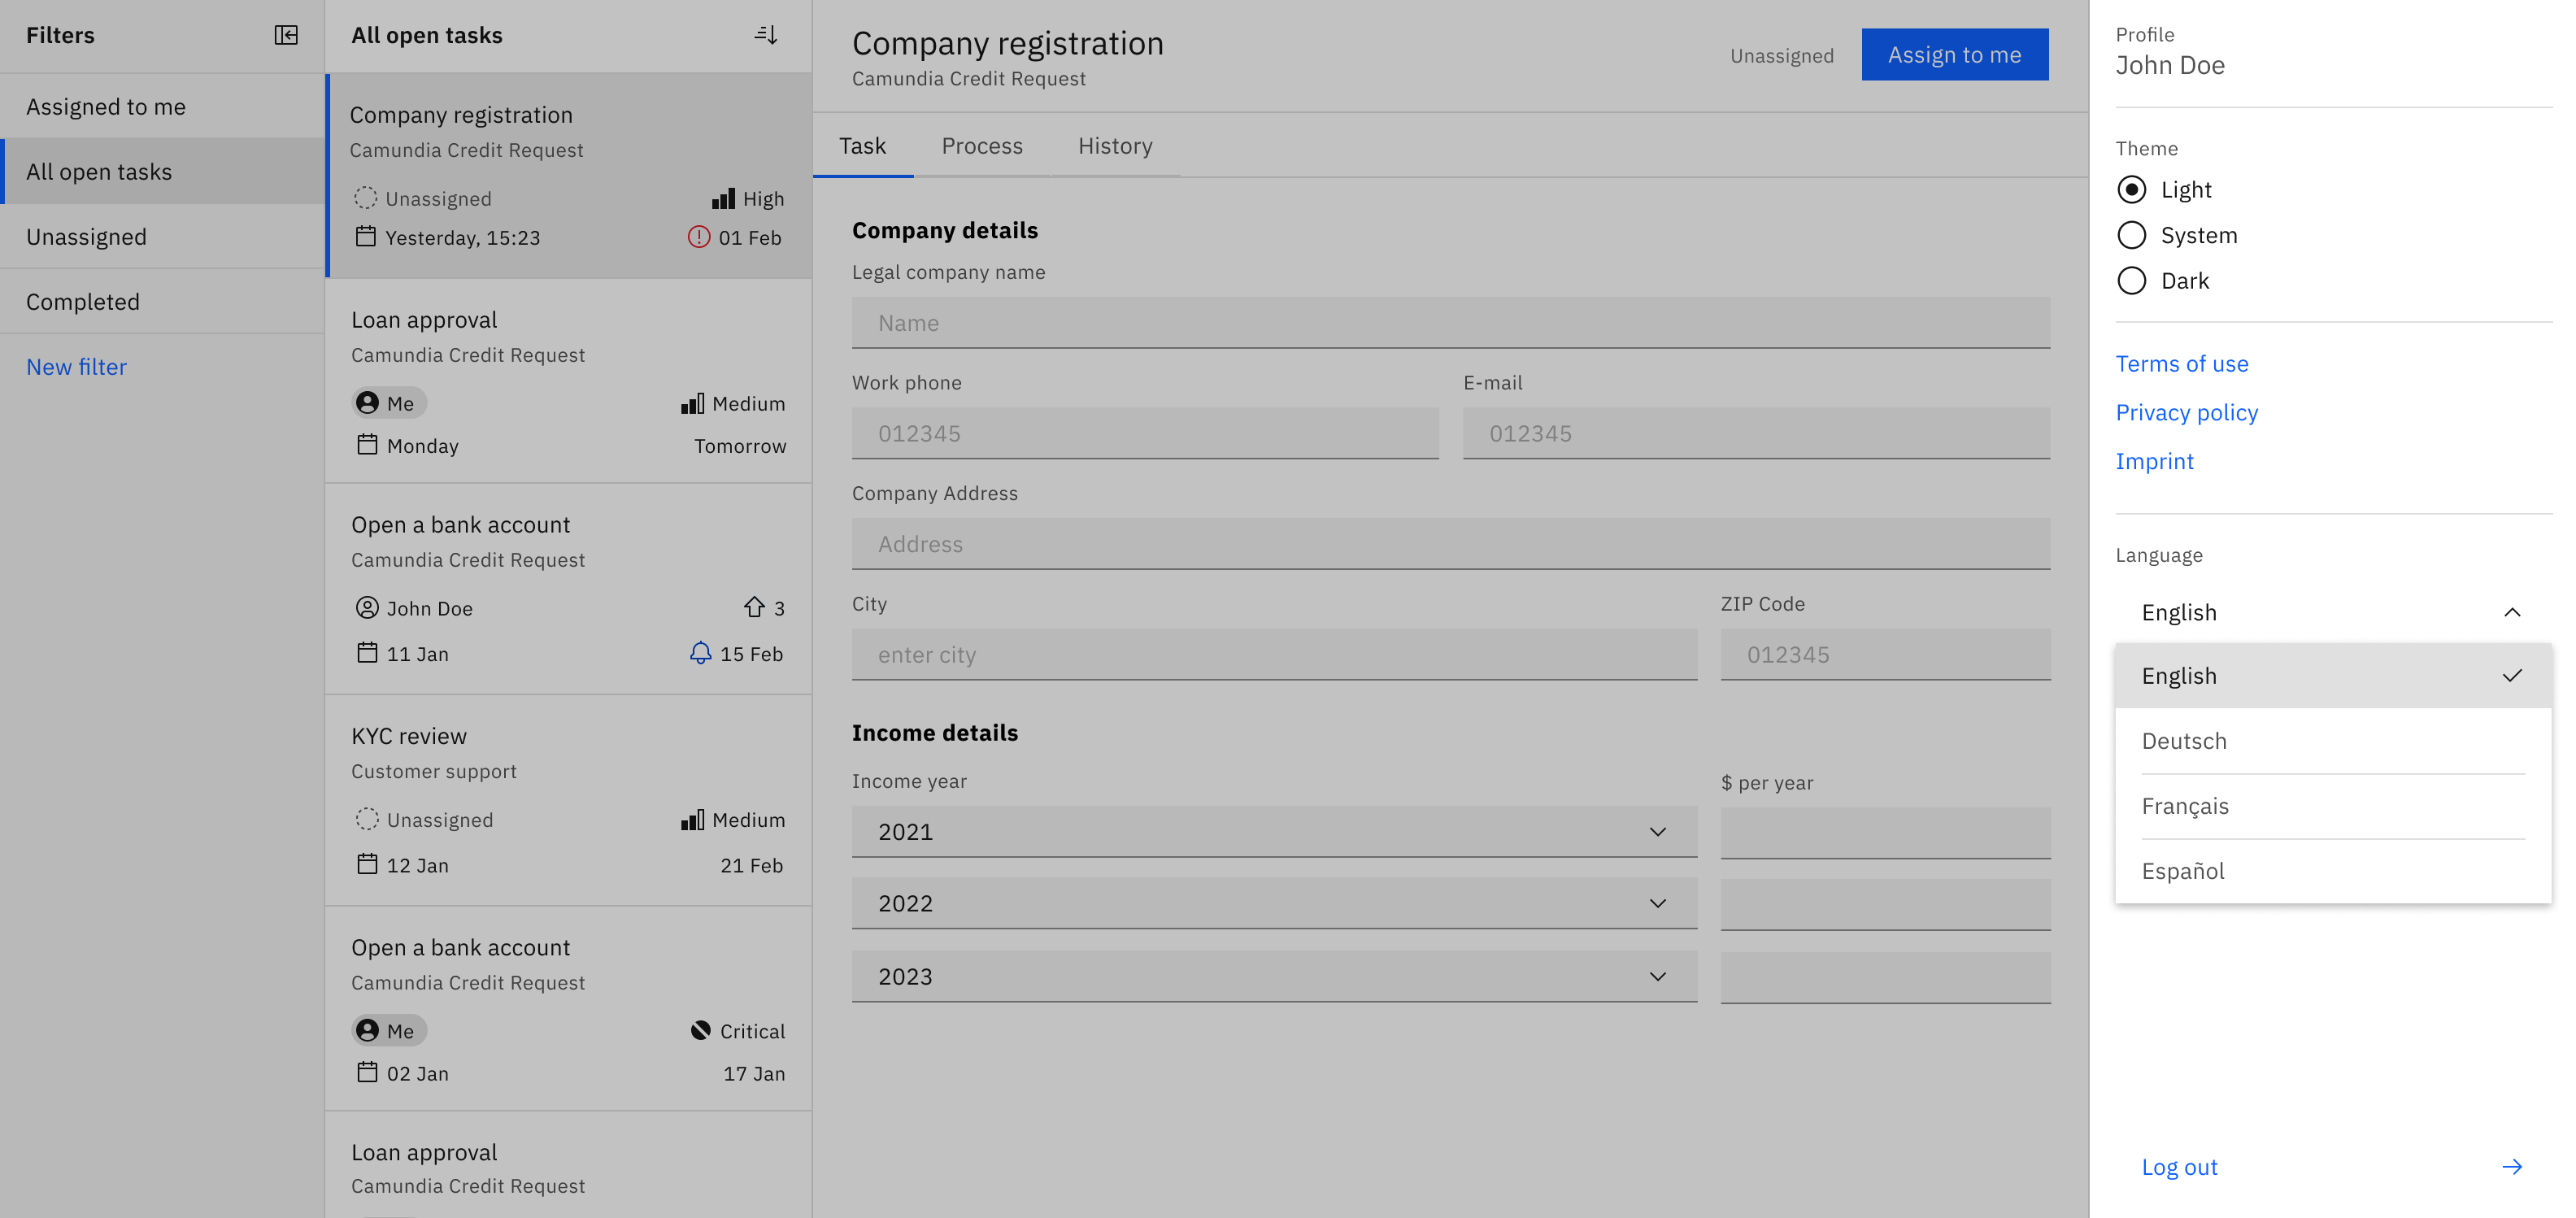 Filters
Assigned to me
All open tasks
Unassigned
Completed
New filter
All open tasks
Company registration
Camundia Credit Request
Unassigned High
Yesterday, 15:23 01 Feb
Loan approval
Camundia Credit Request
Me Medium
Monday Tomorrow
Open a bank account
Camundia Credit Request
John Doe 3
11 Jan 15 Feb
KYC review
Customer support
Unassigned Medium
12 Jan 21 Feb
Open a bank account
Camundia Credit Request
Me Critical
02 Jan 17 Jan
Loan approval
Camundia Credit Request
Company registration
Camundia Credit Request
Unassigned Assign to me
Task Process History
Company details
Legal company name
Name
Work phone E-mail
012345 012345
Company Address
Address
City ZIP Code
enter city 012345
Income details
Income year $ per year
2021
2022
2023
Profile
John Doe
Theme
Light
System
Dark
Terms of use
Privacy policy
Imprint
Language
English
English
Deutsch
Français
Español
Log out